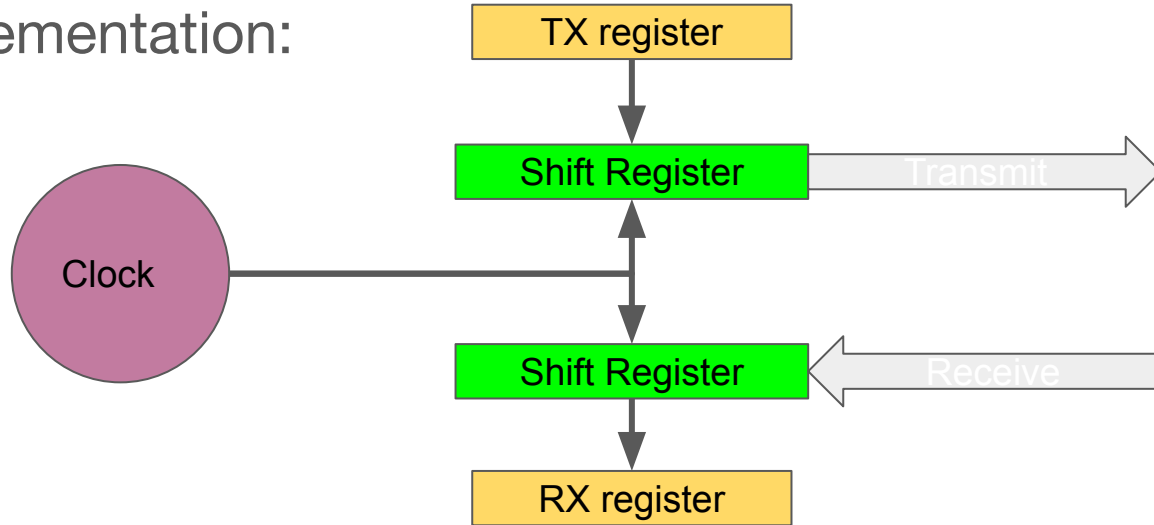 ementation:
TX register
Shift Register
Transmit
Clock
Shift Register
Receive
RX register